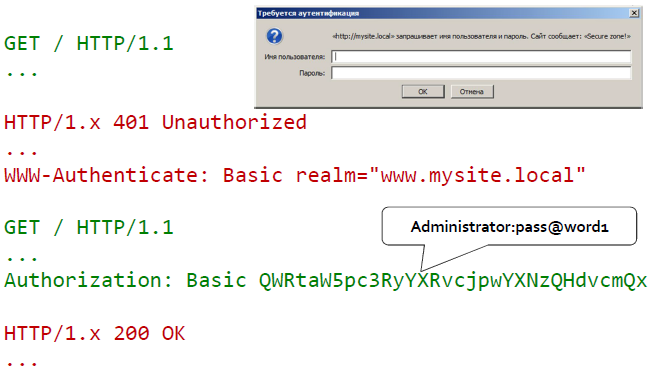 Требуется аутентификация
«http://mysite.local» запрашивает имя пользователя и пароль. Сайт сообщает: «Secure zone!»
Имя пользователя:
Пароль:
OK Отмена
GET / HTTP/1.1
...
HTTP/1.x 401 Unauthorized
...
WWW-Authenticate: Basic realm="www.mysite.local"
GET / HTTP/1.1
...
Administrator:pass@word1
Authorization: Basic QWRtaW5pc3RyYXRvcjpwYXNzQHdvcmQx
HTTP/1.x 200 OK
...